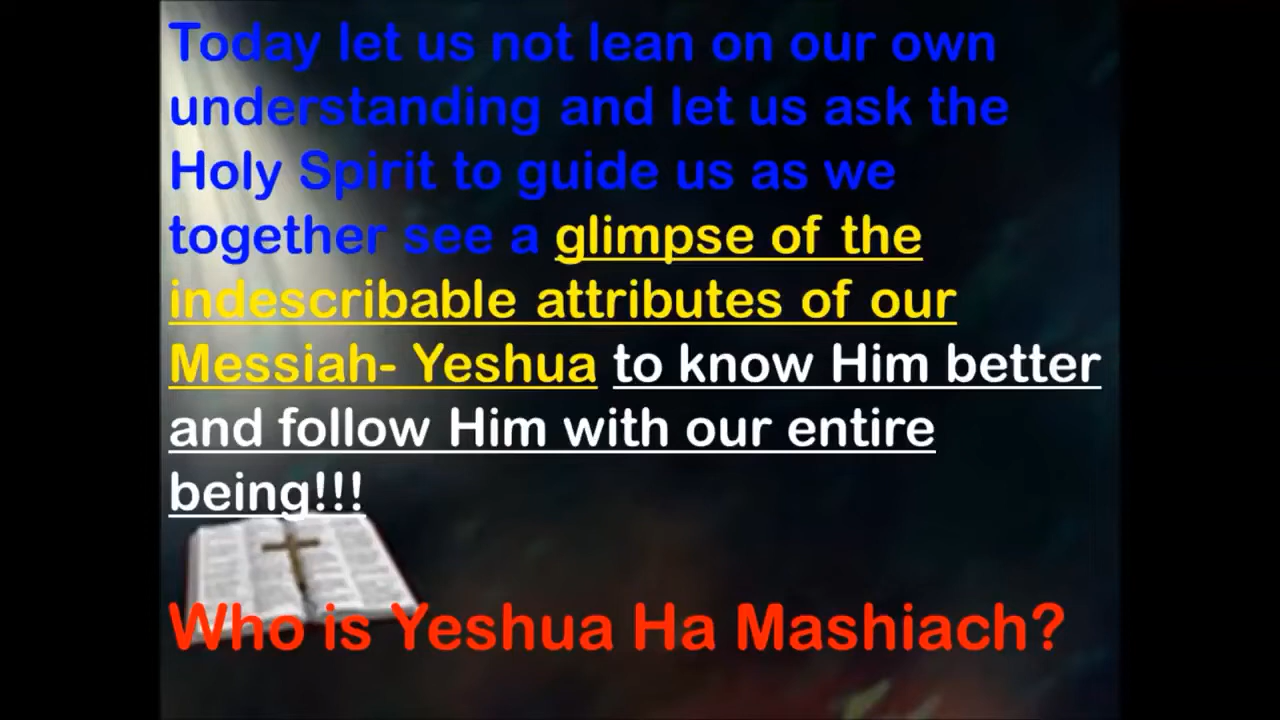 Today let us not lean on our own
understanding and let us ask the
Holy Spirit to guide us as we
together see a glimpse of the
indescribable attributes of our
Messiah- Yeshua to know Him better
and follow Him with our entire
being!!!
Who is Yeshua Ha Mashiach?